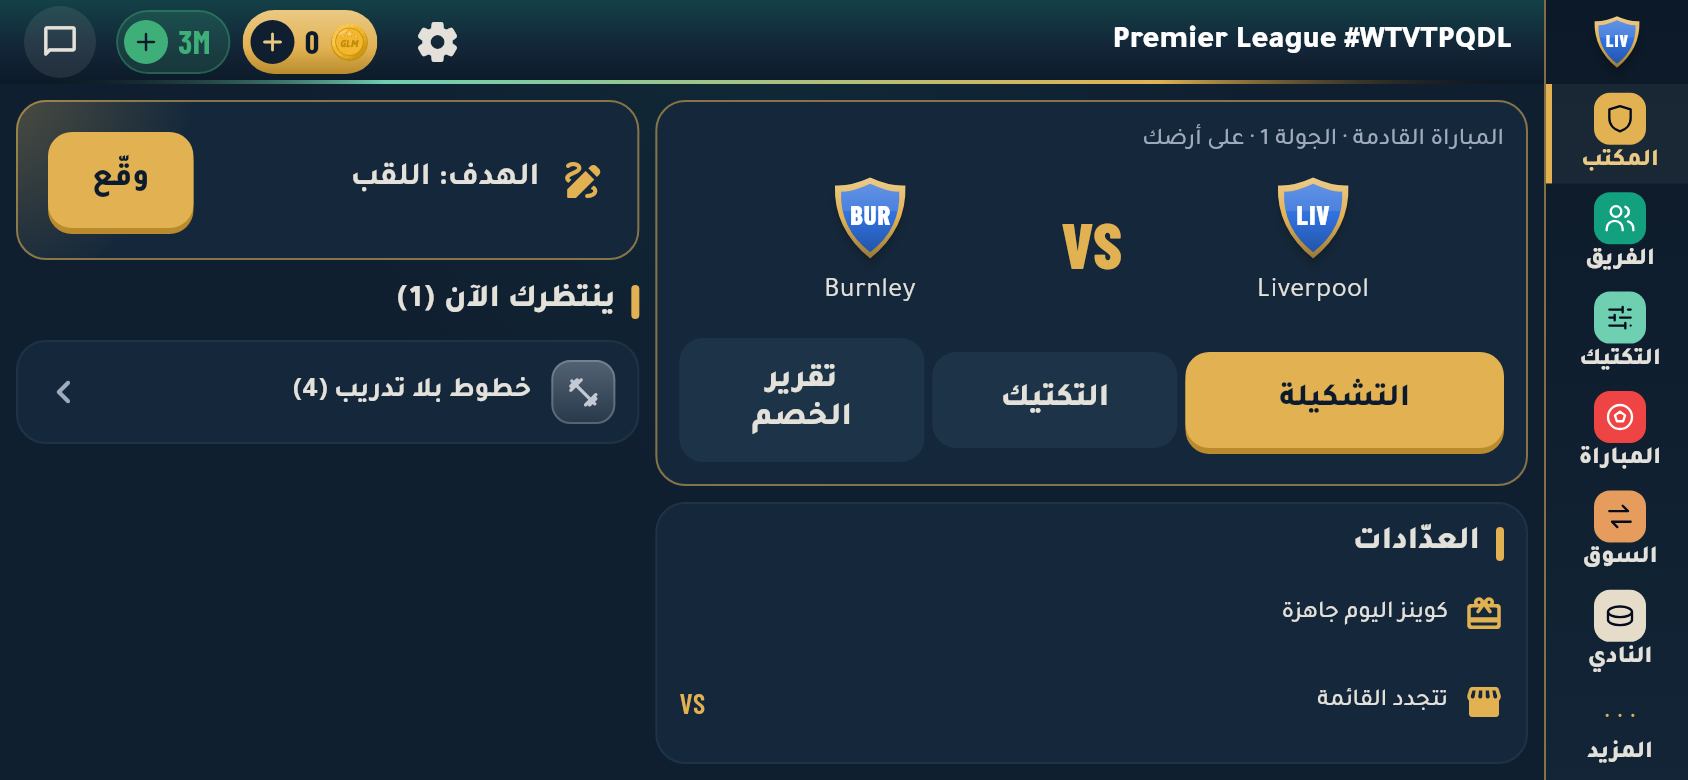 Premier League #WTVTPQDL
GLM
0
3M
LIV
المكتب
الفريق
التكتيك
المباراة
السوق
النادي
المزيد
المباراة القادمة · الجولة 1 · على أرضك
LIV
VS
BUR
Liverpool
Burnley
التشكيلة
التكتيك
تقرير
الخصم
العدّادات
كوينز اليوم جاهزة
تتجدد القائمة
VS
الهدف: اللقب
وقّع
ينتظرك الآن (1)
خطوط بلا تدريب (4)